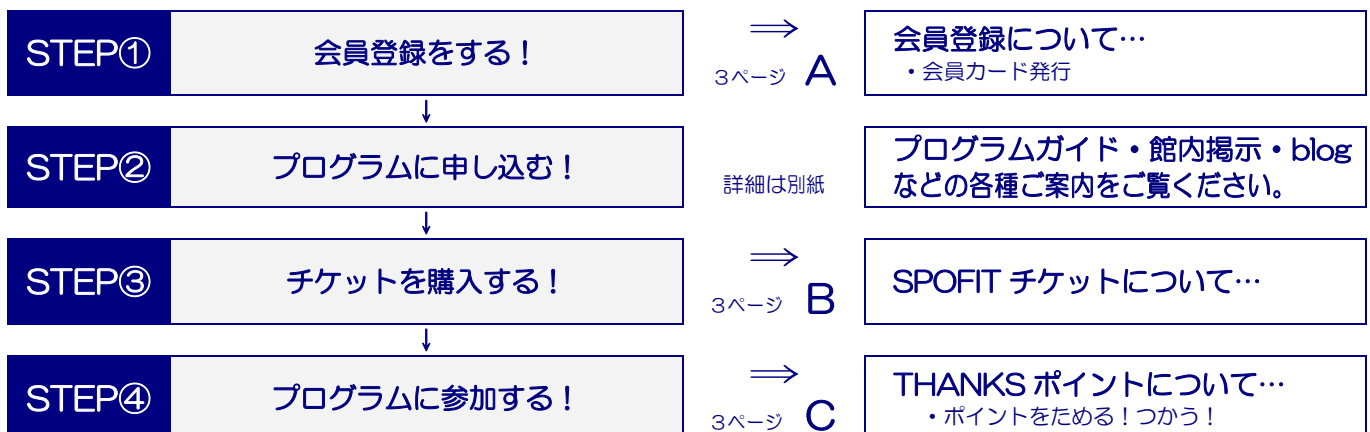 STEP① 会員登録をする！ ⇒ 会員登録について…
3ページ A ・会員カード発行
↓
STEP② プログラムに申し込む！ 詳細は別紙 プログラムガイド・館内掲示・blog
などの各種ご案内をご覧ください。
↓
STEP③ チケットを購入する！ ⇒ SPOFIT チケットについて…
3ページ B
↓
STEP④ プログラムに参加する！ ⇒ THANKS ポイントについて…
3ページ C ・ポイントをためる！つかう！